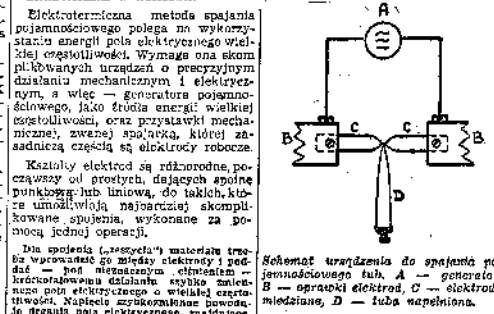 Elektrotermiczna metoda spajania
pojemnościowego polega na wykorzy-
staniu energii pola elektrycznego wiel-
kiej częstotliwości. Wymaga ona skom
plikowanych urządzeń o precyzyjnym
działaniu mechanicznym i elektrycz-
nym, a więc — generatora pojemno-
ściowego, jako źródła energii wielkiej
częstotliwości, oraz przystawki mecha-
nicznej, zwanej spajarką, której za-
sadniczą częścią są elektrody robocze.
Kształty elektrod są różnorodne, po-
cząwszy od prostych, dających spoinę
punktową lub liniową, do takich, któ-
re umożliwiają najbardziej skompli-
kowane spojenia, wykonane za po-
mocą jednej operacji.
Dla spojenia („zeszycia") materiału trze-
ba wprowadzić go między elektrody i pod-
dać — pod nieznacznym ciśnieniem —
krótkofalowemu działaniu szybko zmien-
nego pola elektrycznego o wielkiej często-
tliwości. Napięcie szybkozmienne powodu-
je drgania pola elektrycznego
A
B
C
C
B
D
Schemat urządzenia do spajania po
jemnościowego tub. A — generato
B — oprawki elektrod, C — elektrod
miedziane, D — tuba napełniona.